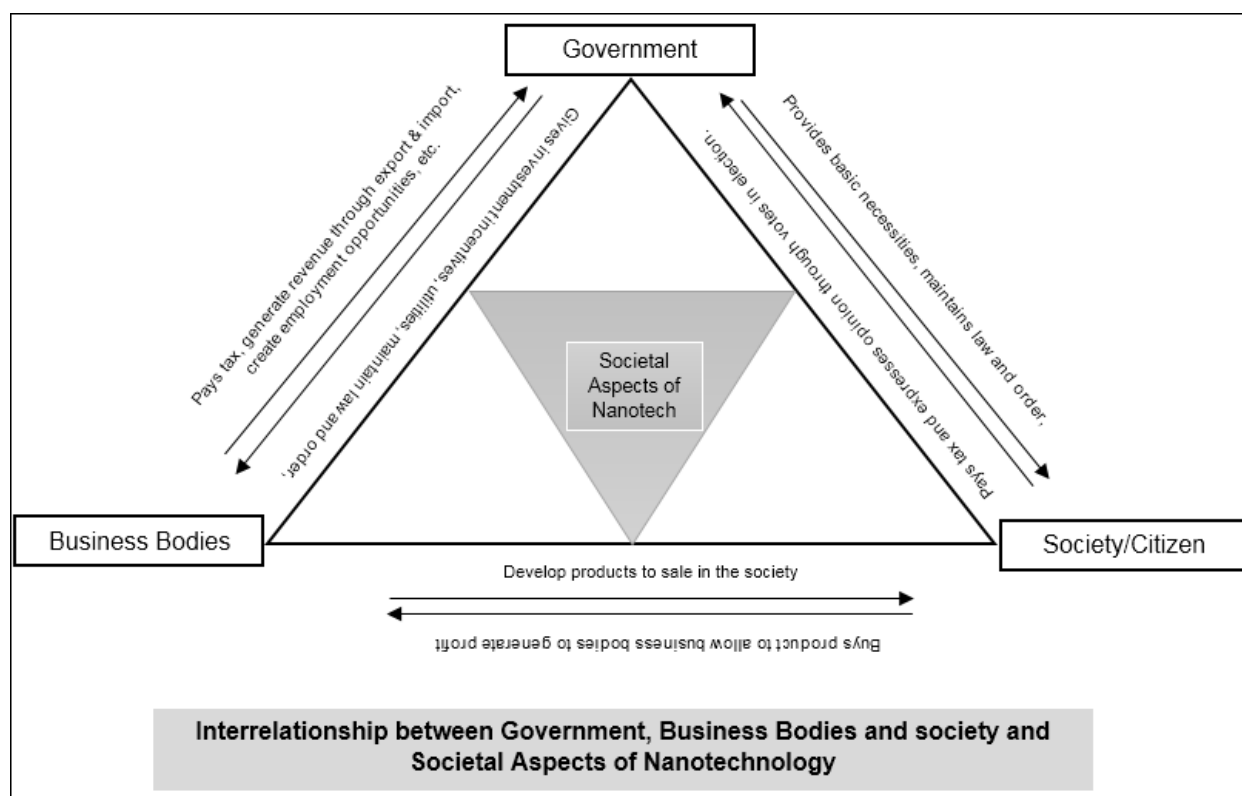 Government
Pays tax, generate revenue through export & import,
create employment opportunities, etc.
Gives investment incentives, utilities, maintain law and order,
Provides basic necessities, maintains law and order,
Pays tax and expresses opinion through votes in election.
Societal
Aspects of
Nanotech
Business Bodies
Society/Citizen
Develop products to sale in the society
Buys product to allow business bodies to generate profit
Interrelationship between Government, Business Bodies and society and
Societal Aspects of Nanotechnology